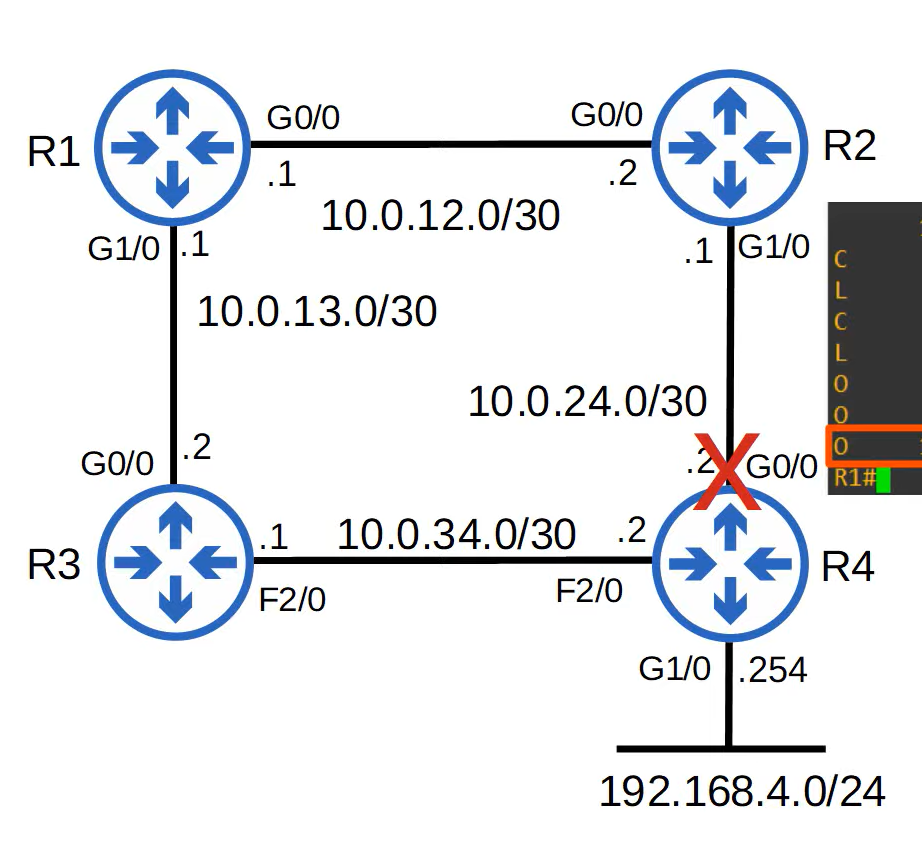 G0/0
G0/0
R1
R2
.1
.2
10.0.12.0/30
G1/0
.1
.1
G1/0
C
L
C
L
O
O
O
R1#
10.0.13.0/30
10.0.24.0/30
.2
G0/0
X
.2
G0/0
.1
10.0.34.0/30
.2
R3
R4
F2/0
F2/0
G1/0
.254
192.168.4.0/24